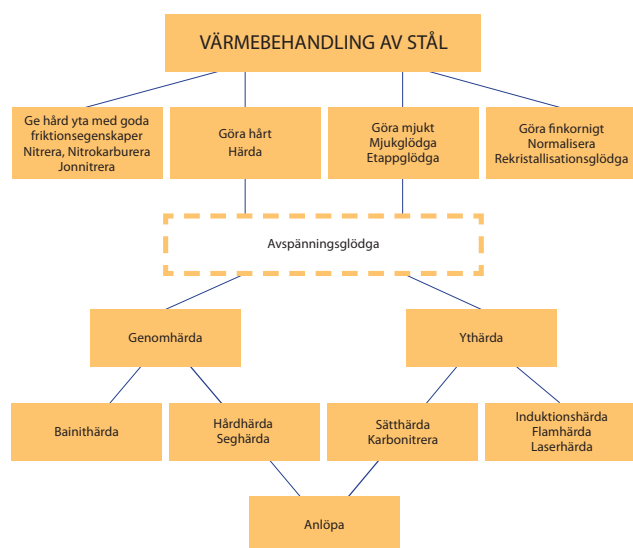 VÄRMEBEHANDLING AV STÅL
Ge hård yta med goda
friktionsegenskaper
Nitrera, Nitrokarburera
Jonnitrera
Göra hårt
Härda
Göra mjukt
Mjukglödga
Etappglödga
Göra finkornigt
Normalisera
Rekristallisationsglödga
Avspänningsglödga
Genomhärda
Ythärda
Bainithärda
Hårdhärda
Seghärda
Sätthärda
Karbonitrera
Induktionshärda
Flamhärda
Laserhärda
Anlöpa